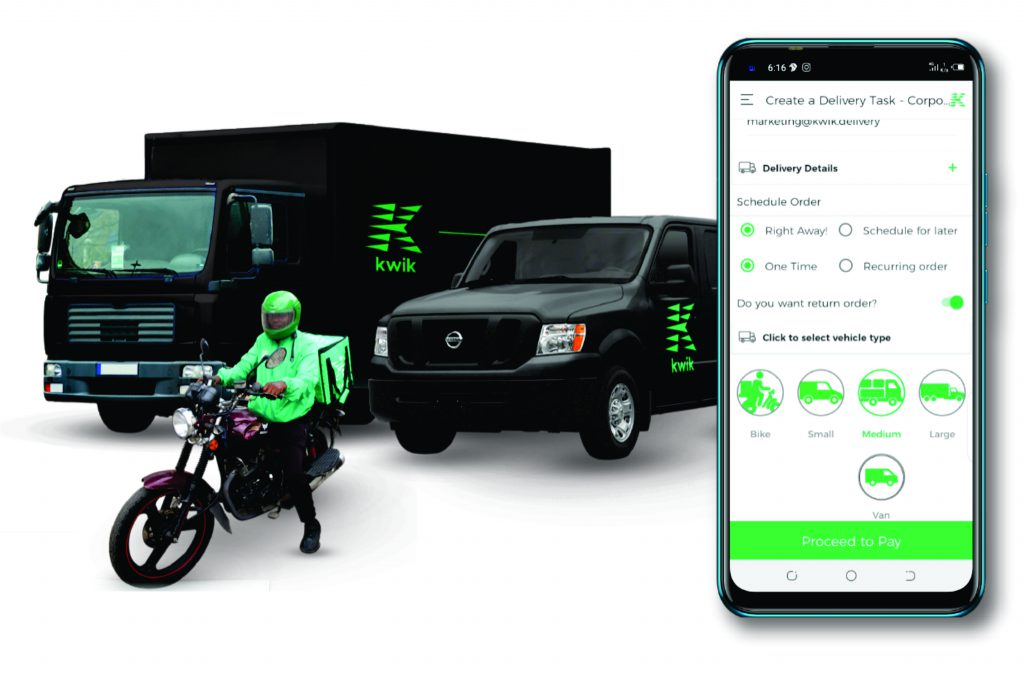 kwik
kwik
6:16
Create a Delivery Task - Corpo...
marketing@kwik.delivery
Delivery Details +
Schedule Order
Right Away! Schedule for later
One Time Recurring order
Do you want return order?
Click to select vehicle type
Bike Small Medium Large
Van
Proceed to Pay